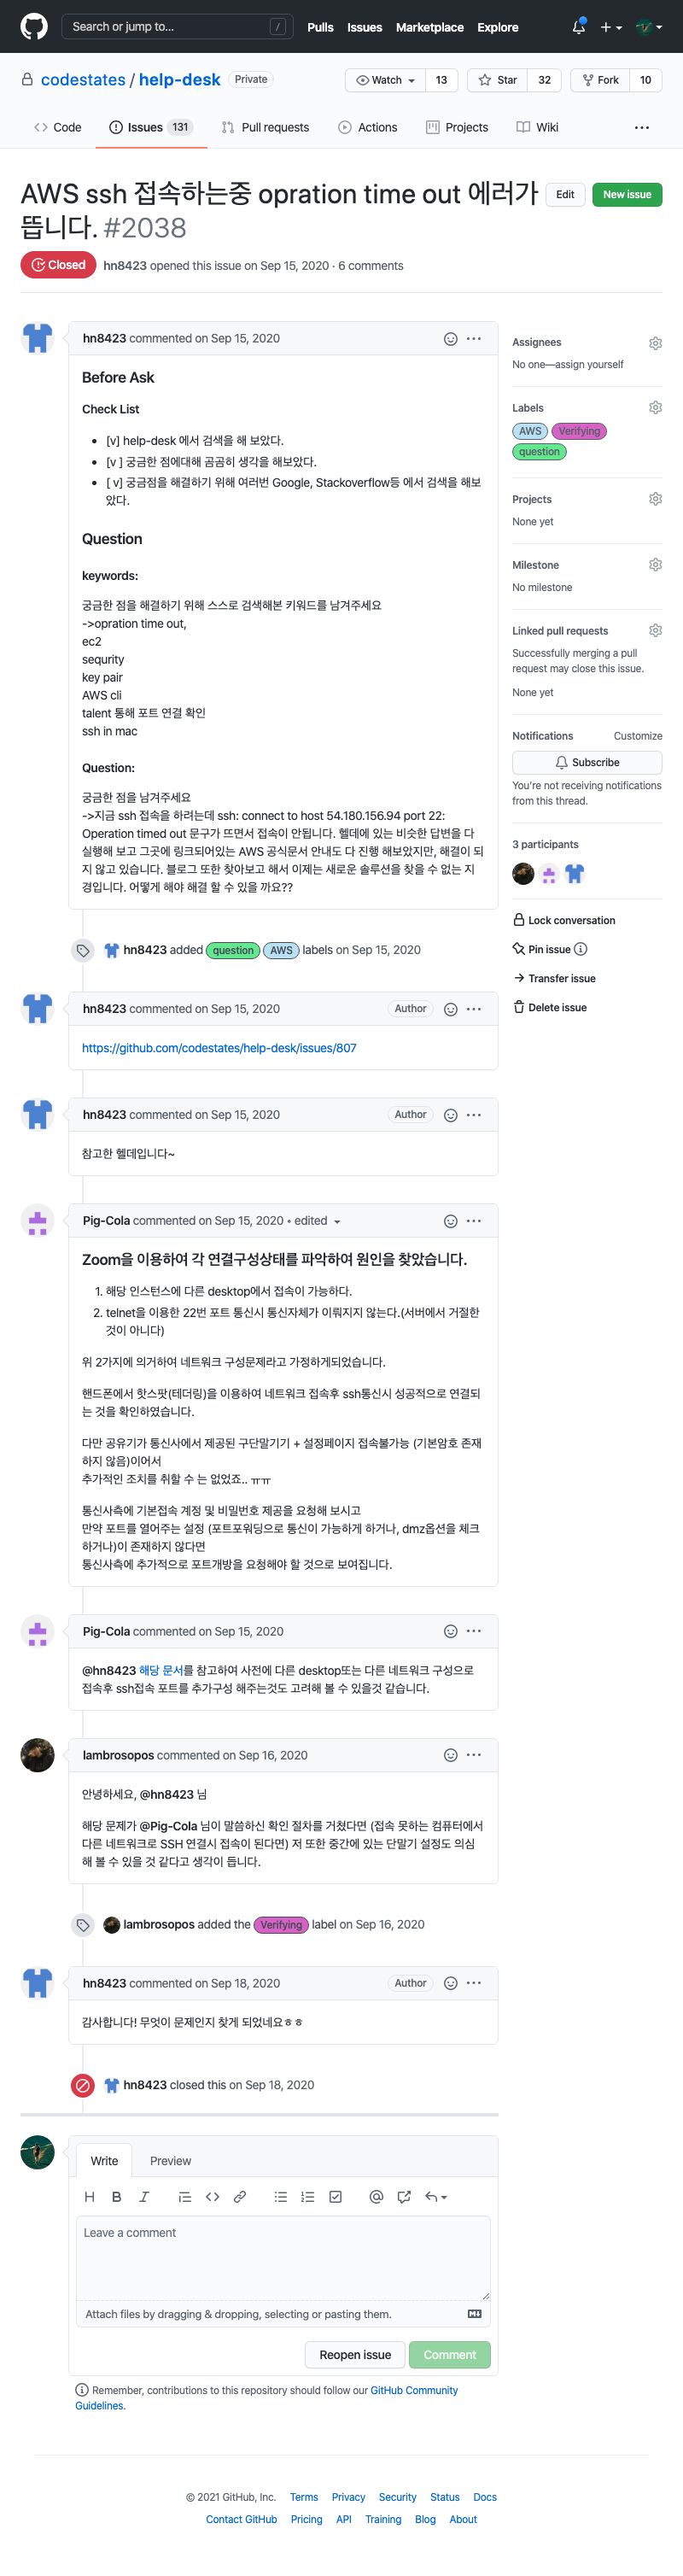 Search or jump to... /
Pulls Issues Marketplace Explore
codestates / help-desk Private
Watch 13 Star 32 Fork 10
Code Issues 131 Pull requests Actions Projects Wiki
AWS ssh 접속하는중 opration time out 에러가
뜹니다. #2038
Edit New issue
Closed hn8423 opened this issue on Sep 15, 2020 · 6 comments
hn8423 commented on Sep 15, 2020
Before Ask
Check List
[v] help-desk 에서 검색을 해 보았다.
[v ] 궁금한 점에대해 곰곰히 생각을 해보았다.
[ v] 궁금점을 해결하기 위해 여러번 Google, Stackoverflow등 에서 검색을 해보
았다.
Question
keywords:
궁금한 점을 해결하기 위해 스스로 검색해본 키워드를 남겨주세요
->opration time out,
ec2
sequrity
key pair
AWS cli
talent 통해 포트 연결 확인
ssh in mac
Question:
궁금한 점을 남겨주세요
->지금 ssh 접속을 하려는데 ssh: connect to host 54.180.156.94 port 22:
Operation timed out 문구가 뜨면서 접속이 안됩니다. 헬데에 있는 비슷한 답변을 다
실행해 보고 그곳에 링크되어있는 AWS 공식문서 안내도 다 진행 해보았지만, 해결이 되
지 않고 있습니다. 블로그 또한 찾아보고 해서 이제는 새로운 솔루션을 찾을 수 없는 지
경입니다. 어떻게 해야 해결 할 수 있을 까요??
Assignees
No one—assign yourself
Labels
AWS Verifying
question
Projects
None yet
Milestone
No milestone
Linked pull requests
Successfully merging a pull
request may close this issue.
None yet
Notifications Customize
Subscribe
You're not receiving notifications
from this thread.
3 participants
Lock conversation
Pin issue
Transfer issue
Delete issue
hn8423 added question AWS labels on Sep 15, 2020
hn8423 commented on Sep 15, 2020 Author
https://github.com/codestates/help-desk/issues/807
hn8423 commented on Sep 15, 2020 Author
참고한 헬데입니다~
Pig-Cola commented on Sep 15, 2020 • edited
Zoom을 이용하여 각 연결구성상태를 파악하여 원인을 찾았습니다.
1. 해당 인스턴스에 다른 desktop에서 접속이 가능하다.
2. telnet을 이용한 22번 포트 통신시 통신자체가 이뤄지지 않는다.(서버에서 거절한
것이 아니다)
위 2가지에 의거하여 네트워크 구성문제라고 가정하게되었습니다.
핸드폰에서 핫스팟(테더링)을 이용하여 네트워크 접속후 ssh통신시 성공적으로 연결되
는 것을 확인하였습니다.
다만 공유기가 통신사에서 제공된 구단말기기 + 설정페이지 접속불가능 (기본암호 존재
하지 않음)이어서
추가적인 조치를 취할 수 는 없었죠.. ㅠㅠ
통신사측에 기본접속 계정 및 비밀번호 제공을 요청해 보시고
만약 포트를 열어주는 설정 (포트포워딩으로 통신이 가능하게 하거나, dmz옵션을 체크
하거나)이 존재하지 않다면
통신사측에 추가적으로 포트개방을 요청해야 할 것으로 보여집니다.
Pig-Cola commented on Sep 15, 2020
@hn8423 해당 문서를 참고하여 사전에 다른 desktop또는 다른 네트워크 구성으로
접속후 ssh접속 포트를 추가구성 해주는것도 고려해 볼 수 있을것 같습니다.
lambrosopos commented on Sep 16, 2020
안녕하세요, @hn8423 님
해당 문제가 @Pig-Cola 님이 말씀하신 확인 절차를 거쳤다면 (접속 못하는 컴퓨터에서
다른 네트워크로 SSH 연결시 접속이 된다면) 저 또한 중간에 있는 단말기 설정도 의심
해 볼 수 있을 것 같다고 생각이 듭니다.
lambrosopos added the Verifying label on Sep 16, 2020
hn8423 commented on Sep 18, 2020 Author
감사합니다! 무엇이 문제인지 찾게 되었네요ㅎㅎ
hn8423 closed this on Sep 18, 2020
Write Preview
Leave a comment
Attach files by dragging & dropping, selecting or pasting them.
Reopen issue Comment
Remember, contributions to this repository should follow our GitHub Community
Guidelines.
© 2021 GitHub, Inc. Terms Privacy Security Status Docs
Contact GitHub Pricing API Training Blog About